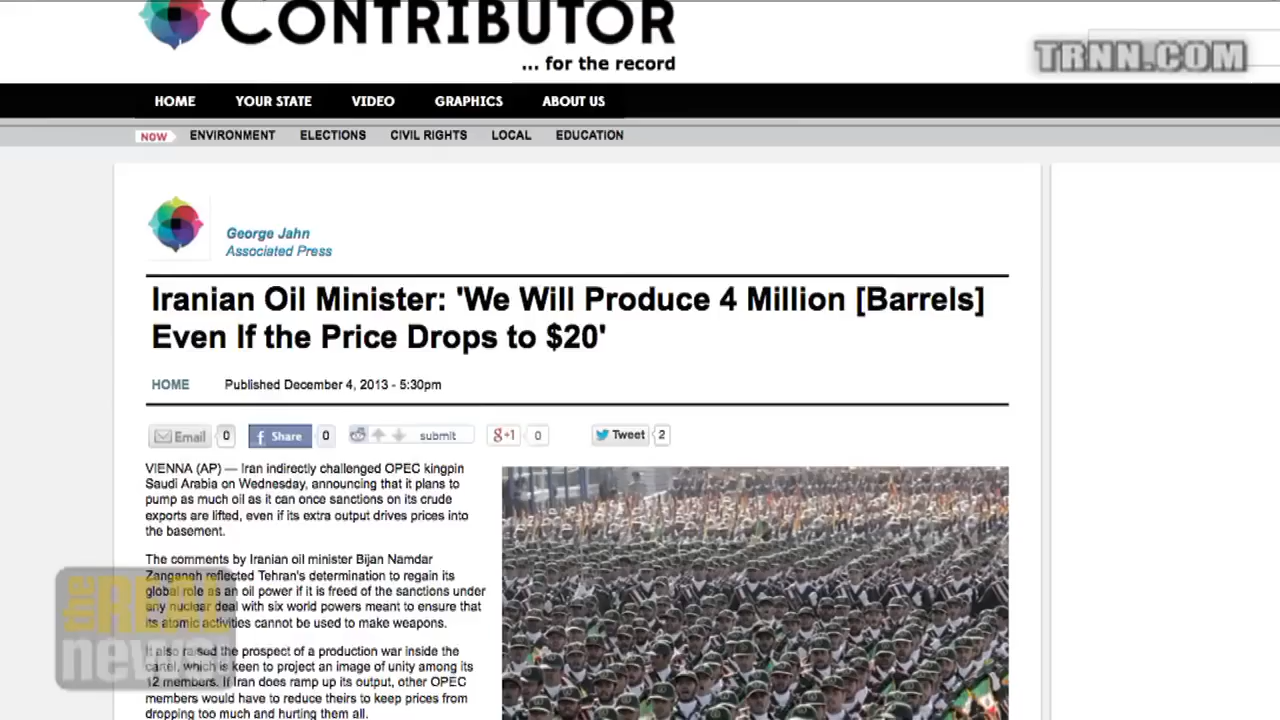 CONTRIBUTOR
... for the record
TRNN.COM
HOME YOUR STATE VIDEO GRAPHICS ABOUT US
NOW ENVIRONMENT ELECTIONS CIVIL RIGHTS LOCAL EDUCATION
George Jahn
Associated Press
Iranian Oil Minister: 'We Will Produce 4 Million [Barrels]
Even If the Price Drops to $20'
HOME Published December 4, 2013 - 5:30pm
Email 0 f Share 0 submit g+1 0 Tweet 2
VIENNA (AP) — Iran indirectly challenged OPEC kingpin
Saudi Arabia on Wednesday, announcing that it plans to
pump as much oil as it can once sanctions on its crude
exports are lifted, even if its extra output drives prices into
the basement.
The comments by Iranian oil minister Bijan Namdar
Zanganeh reflected Tehran's determination to regain its
global role as an oil power if it is freed of the sanctions under
any nuclear deal with six world powers meant to ensure that
its atomic activities cannot be used to make weapons.
It also raised the prospect of a production war inside the
cartel, which is keen to project an image of unity among its
12 members. If Iran does ramp up its output, other OPEC
members would have to reduce theirs to keep prices from
dropping too much and hurting them all.
the REAL
news